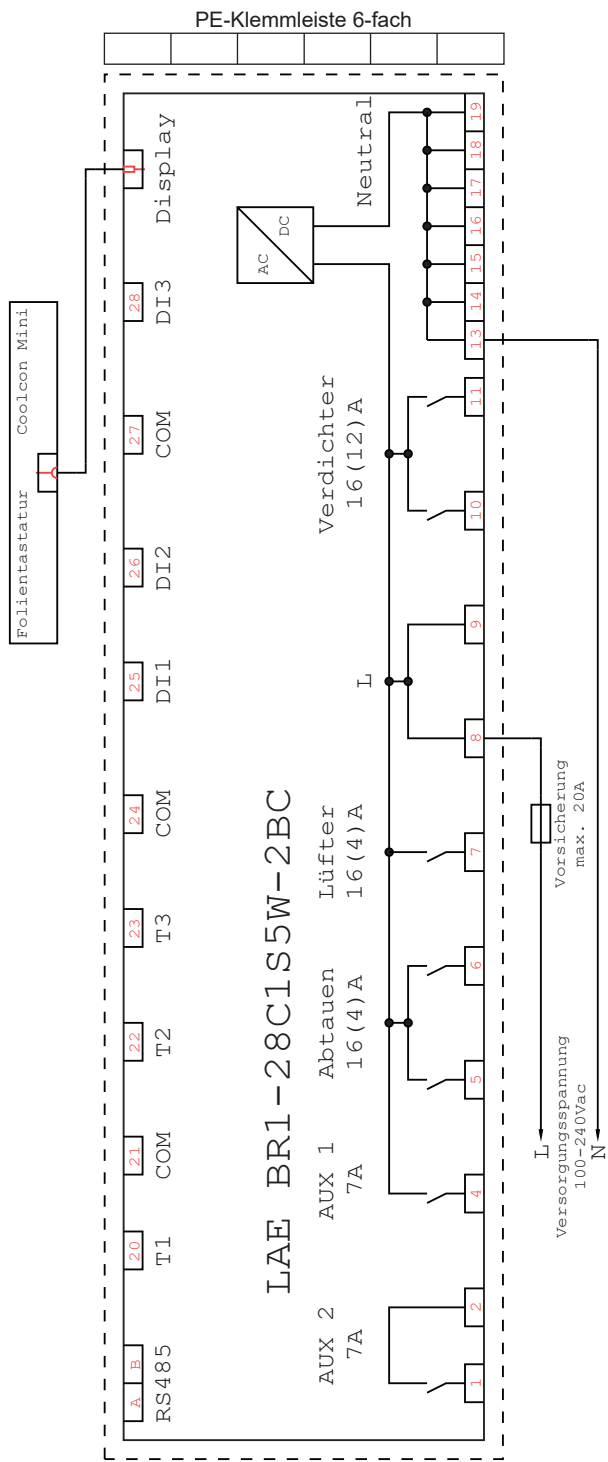 PE-Klemmleiste 6-fach
Folientastatur Coolcon Mini
A
B
RS485
20
T1
21
COM
22
T2
23
T3
24
COM
25
DI1
26
DI2
27
COM
28
DI3
Display
LAE BR1-28C1S5W-2BC
AC
DC
AUX 2
7A
AUX 1
7A
Abtauen
16(4)A
Lüfter
16(4)A
L
Verdichter
16(12)A
Neutral
1
2
4
5
6
7
8
9
10
11
13
14
15
16
17
18
19
Vorsicherung
max. 20A
L
Versorgungsspannung
100-240Vac
N